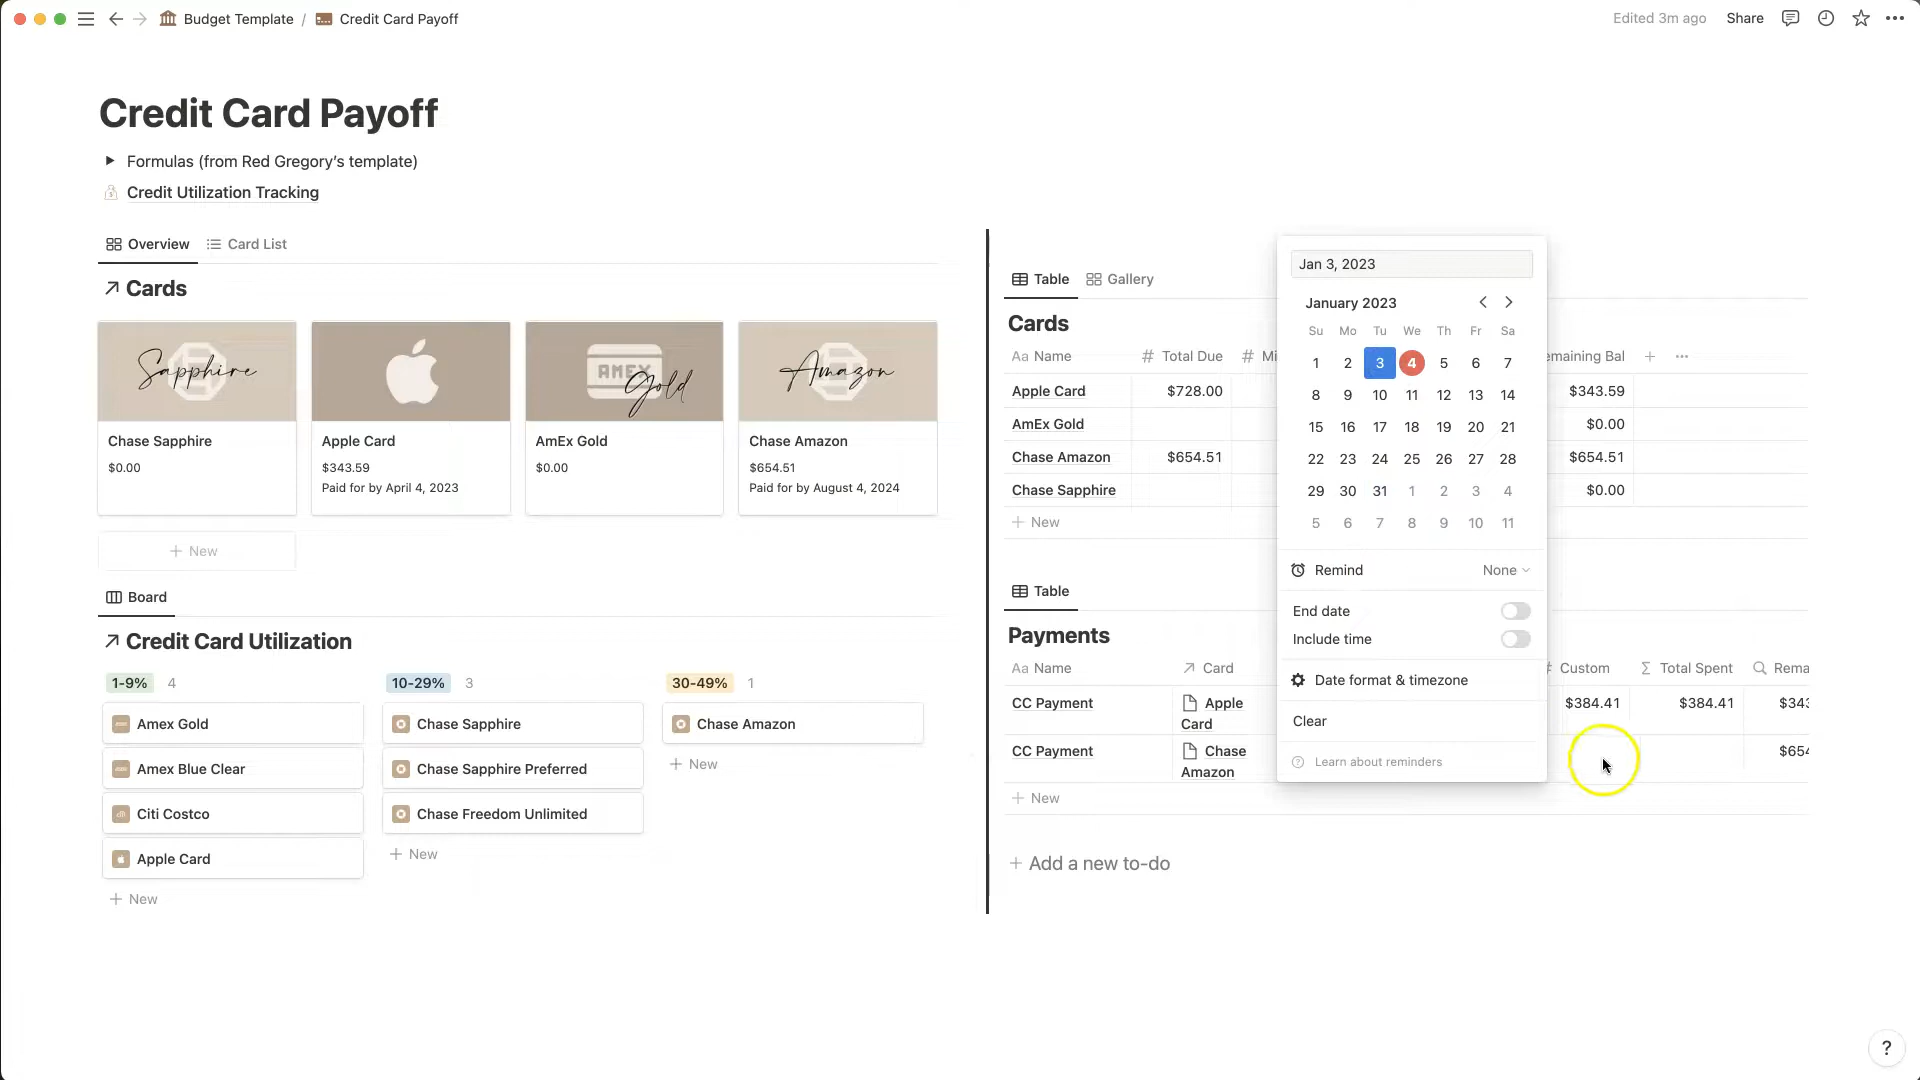 Budget Template / Credit Card Payoff
Edited 3m ago Share
Credit Card Payoff
Formulas (from Red Gregory's template)
Credit Utilization Tracking
Overview Card List
Cards
Sapphire
AMEX Gold
Amazon
Chase Sapphire
$0.00
Apple Card
$343.59
Paid for by April 4, 2023
AmEx Gold
$0.00
Chase Amazon
$654.51
Paid for by August 4, 2024
+ New
Board
Credit Card Utilization
1-9% 4
Amex Gold
Amex Blue Clear
Citi Costco
Apple Card
+ New
10-29% 3
Chase Sapphire
Chase Sapphire Preferred
Chase Freedom Unlimited
+ New
30-49% 1
Chase Amazon
+ New
Table Gallery
Cards
Aa Name # Total Due # Mi emaining Bal + •••
Apple Card $728.00 $343.59
AmEx Gold $0.00
Chase Amazon $654.51 $654.51
Chase Sapphire $0.00
+ New
Table
Payments
Aa Name Card Custom Σ Total Spent Rema
CC Payment Apple Card $384.41 $384.41 $343
CC Payment Chase Amazon $654
+ New
+ Add a new to-do
Jan 3, 2023
January 2023
Su Mo Tu We Th Fr Sa
1 2 3 4 5 6 7
8 9 10 11 12 13 14
15 16 17 18 19 20 21
22 23 24 25 26 27 28
29 30 31 1 2 3 4
5 6 7 8 9 10 11
Remind None
End date
Include time
Date format & timezone
Clear
Learn about reminders
?